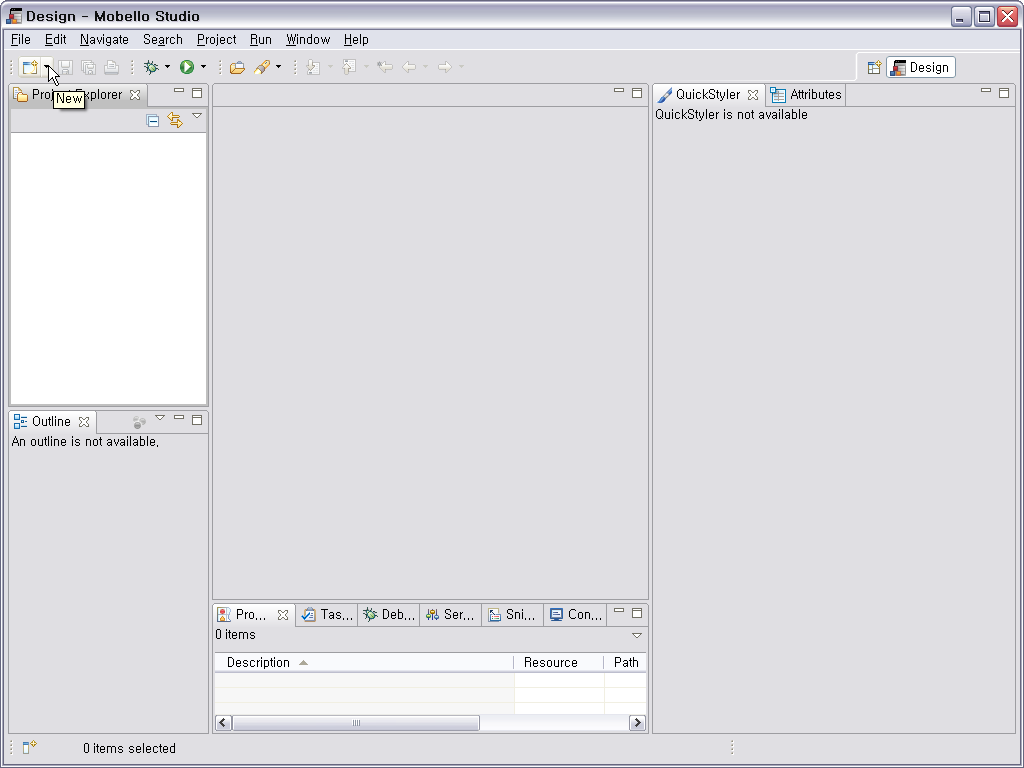 Design - Mobello Studio
File Edit Navigate Search Project Run Window Help
Design
Project Explorer
New
QuickStyler
Attributes
QuickStyler is not available
Outline
An outline is not available.
Pro...
Tas...
Deb...
Ser...
Sni...
Con...
0 items
Description
Resource
Path
0 items selected